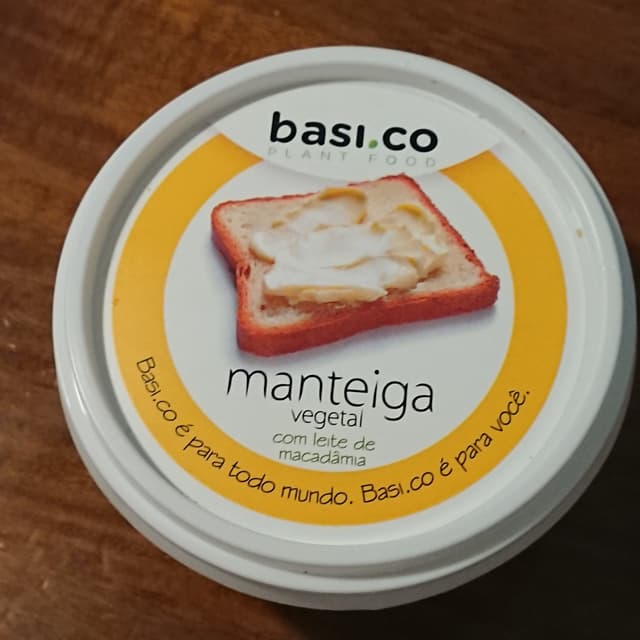 basi.co
PLANT FOOD
manteiga
vegetal
com leite de
macadâmia
Basi.co é para todo mundo. Basi.co é para você.